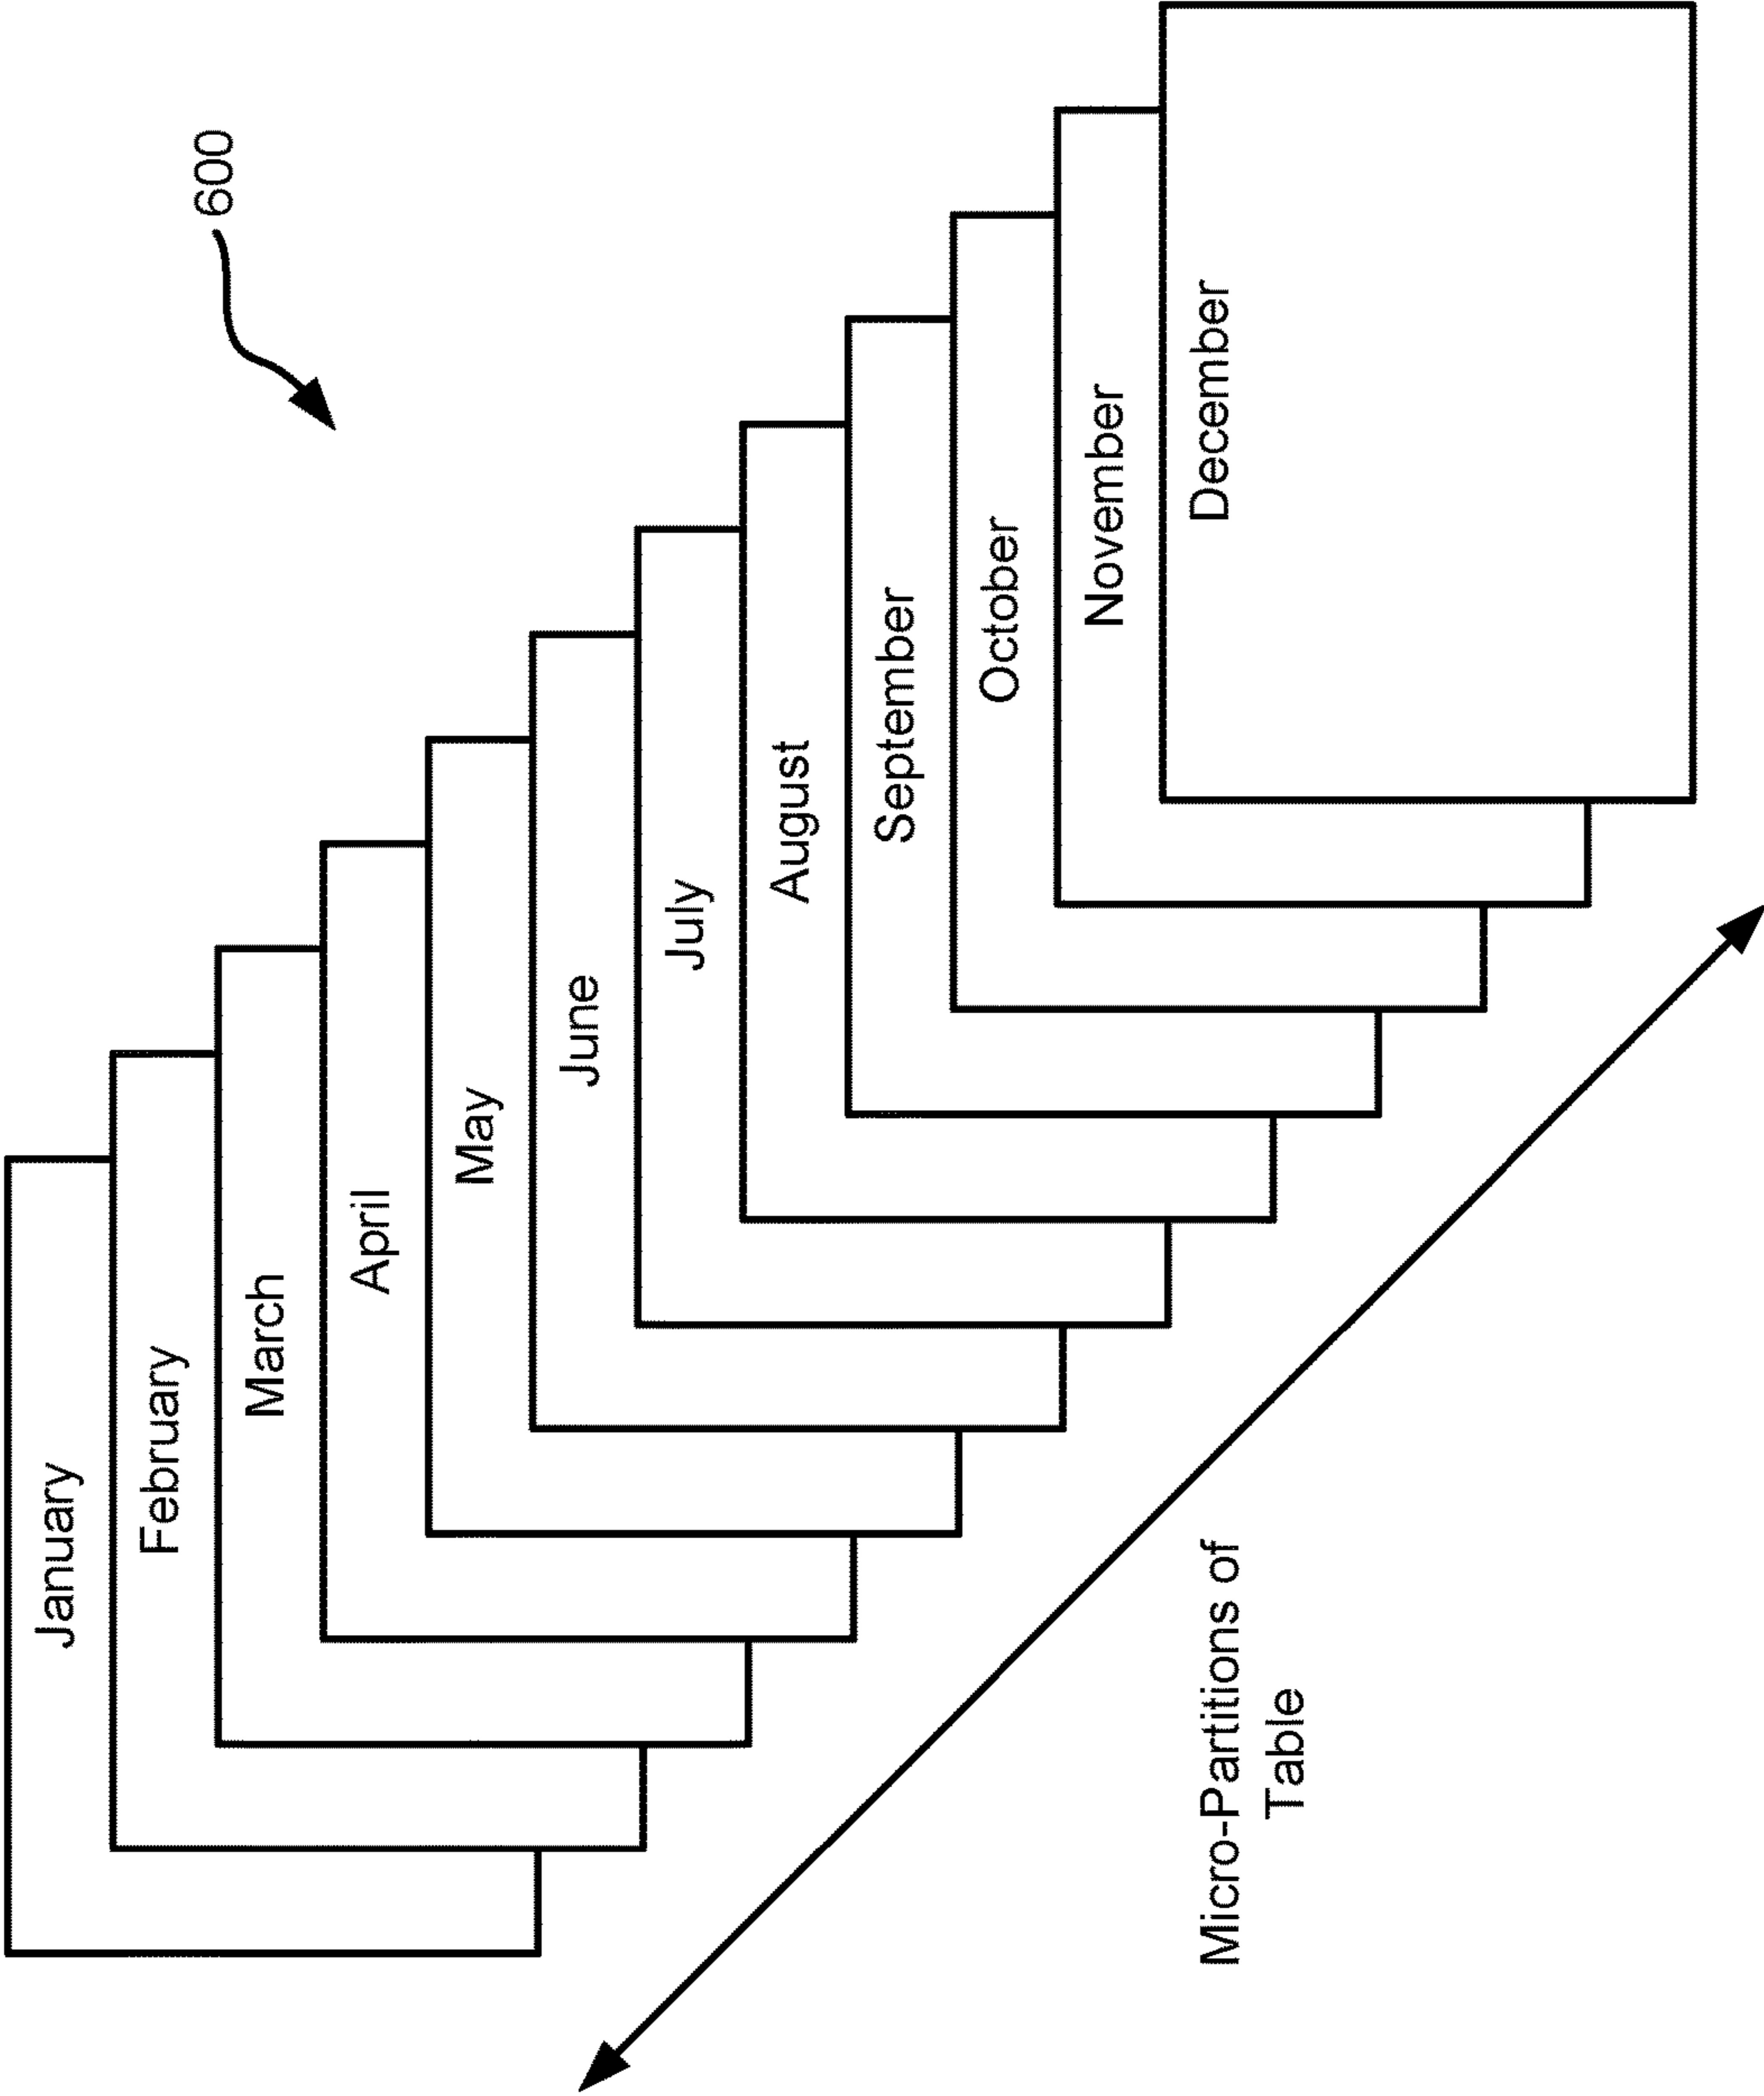 600
January
February
March
April
May
June
July
August
September
October
November
December
Micro-Partitions of
Table